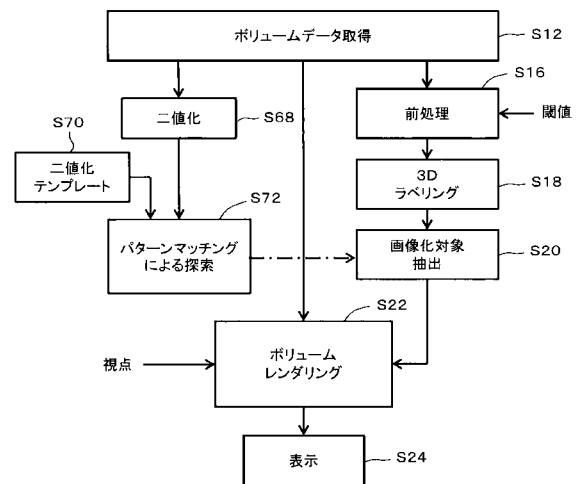 ボリュームデータ取得
S12
S16
前処理
閾値
二値化
S68
S70
二値化
テンプレート
3D
ラベリング
S18
S72
パターンマッチング
による探索
画像化対象
抽出
S20
S22
視点
ボリューム
レンダリング
表示
S24